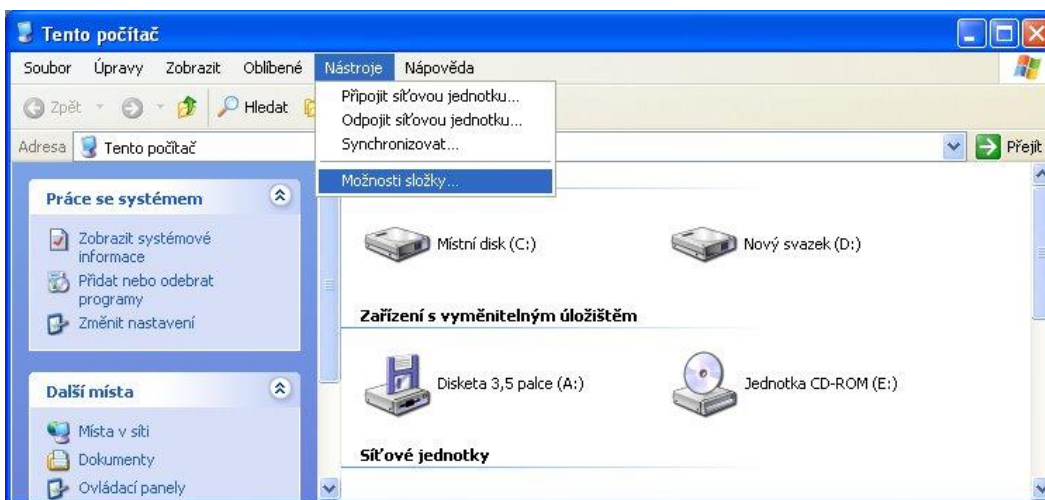 Tento počítač
Soubor Úpravy Zobrazit Oblíbené Nástroje Nápověda
Zpět Hledat
Připojit síťovou jednotku...
Odpojit síťovou jednotku...
Synchronizovat...
Možnosti složky...
Adresa Tento počítač Přejít
Práce se systémem
Zobrazit systémové
informace
Přidat nebo odebrat
programy
Změnit nastavení
Další místa
Místa v síti
Dokumenty
Ovládací panely
Místní disk (C:) Nový svazek (D:)
Zařízení s vyměnitelným úložištěm
Disketa 3,5 palce (A:) Jednotka CD-ROM (E:)
Síťové jednotky